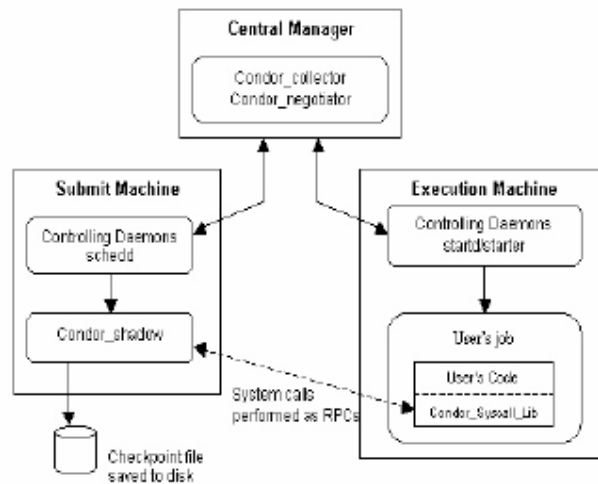 Central Manager
Condor_collector
Condor_negotiator
Submit Machine
Controlling Daemons
schedd
Condor_shadow
Execution Machine
Controlling Daemons
startd/starter
User's job
User's Code
Condor_Syscall_Lib
System calls
performed as RPCs
Checkpoint file
saved to disk